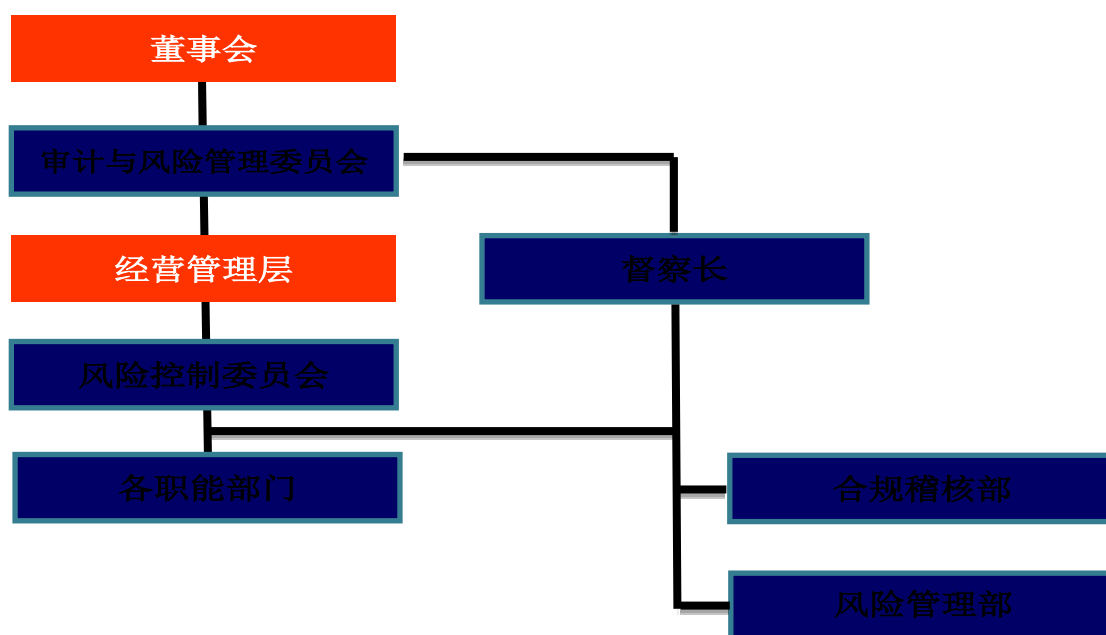 董事会
审计与风险管理委员会
经营管理层
督察长
风险控制委员会
各职能部门
合规稽核部
风险管理部